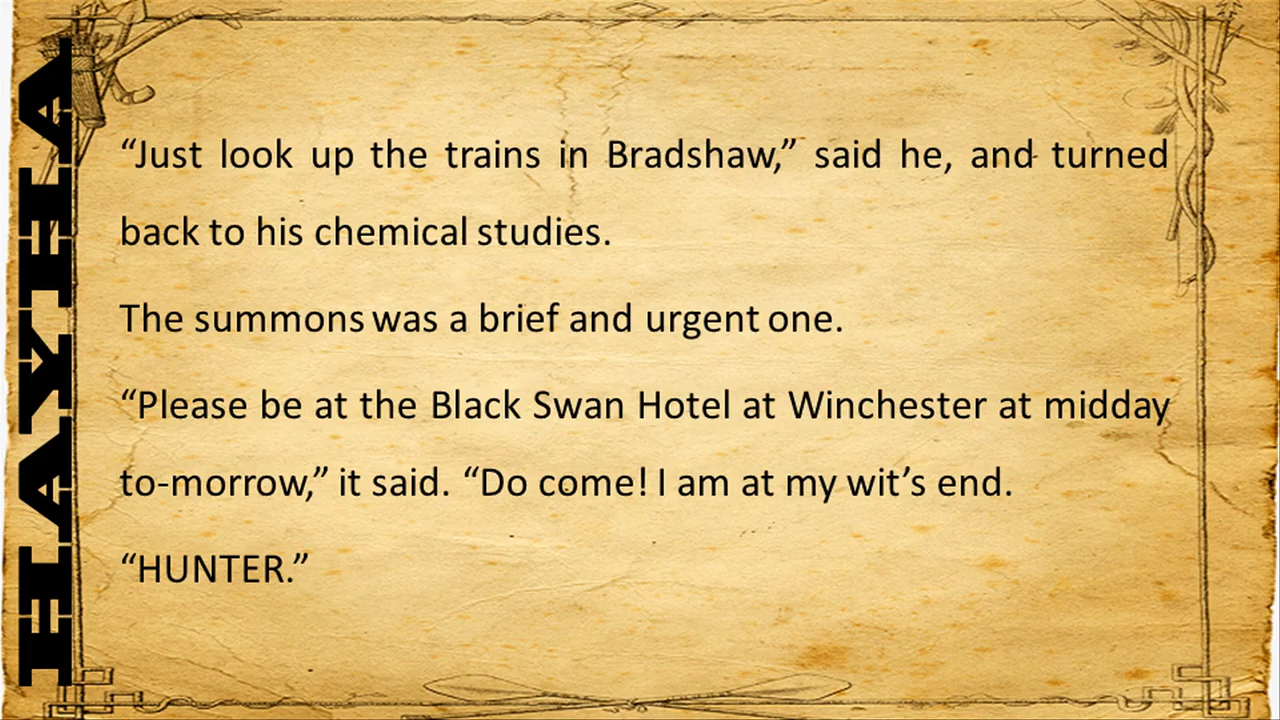 HAYHA
“Just look up the trains in Bradshaw,” said he, and turned
back to his chemical studies.
The summons was a brief and urgent one.
“Please be at the Black Swan Hotel at Winchester at midday
to-morrow,” it said. “Do come! I am at my wit’s end.
“HUNTER.”